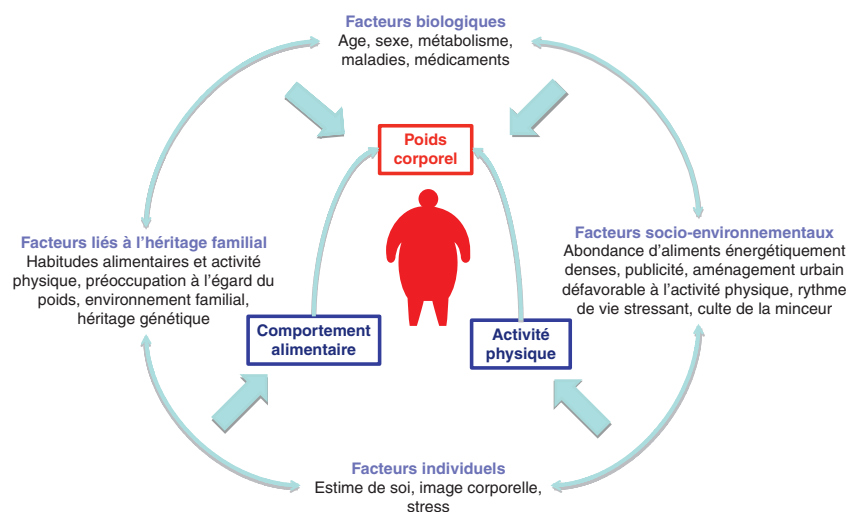 Facteurs biologiques
Age, sexe, métabolisme,
maladies, médicaments
Poids
corporel
Facteurs liés à l'héritage familial
Habitudes alimentaires et activité
physique, préoccupation à l'égard du
poids, environnement familial,
héritage génétique
Facteurs socio-environnementaux
Abondance d'aliments énergétiquement
denses, publicité, aménagement urbain
défavorable à l'activité physique, rythme
de vie stressant, culte de la minceur
Comportement
alimentaire
Activité
physique
Facteurs individuels
Estime de soi, image corporelle,
stress